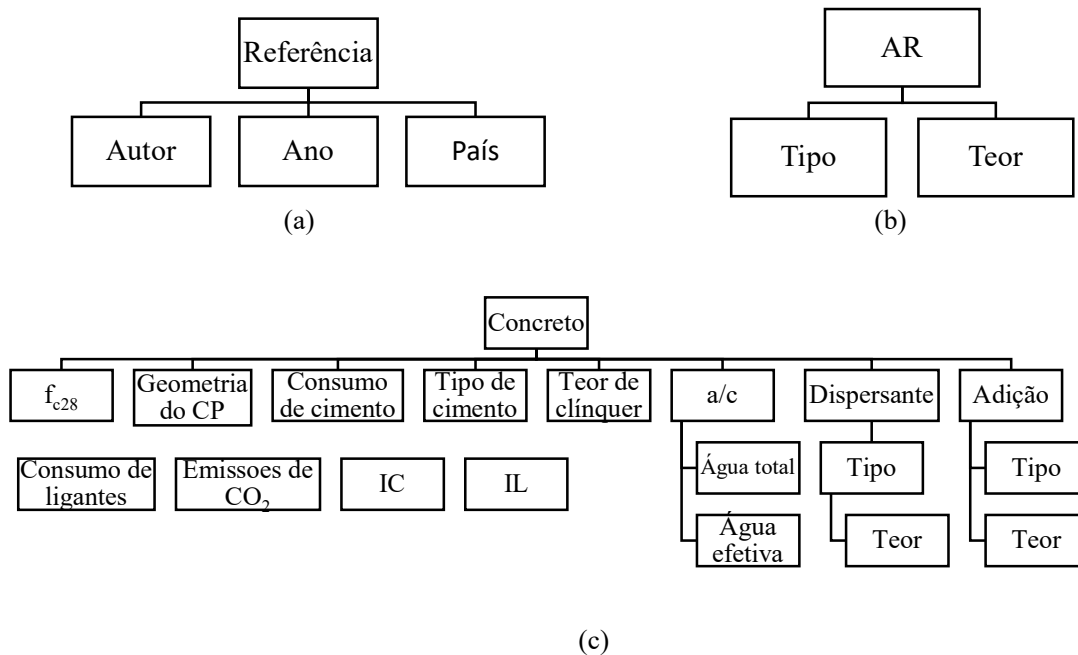 Referência
AR
Autor
Ano
País
Tipo
Teor
(a)
(b)
Concreto
fc28
Geometria
do CP
Consumo
de cimento
Tipo de
cimento
Teor de
clínquer
a/c
Dispersante
Adição
Consumo de
ligantes
Emissoes de
CO2
IC
IL
Água total
Tipo
Tipo
Água
efetiva
Teor
Teor
(c)